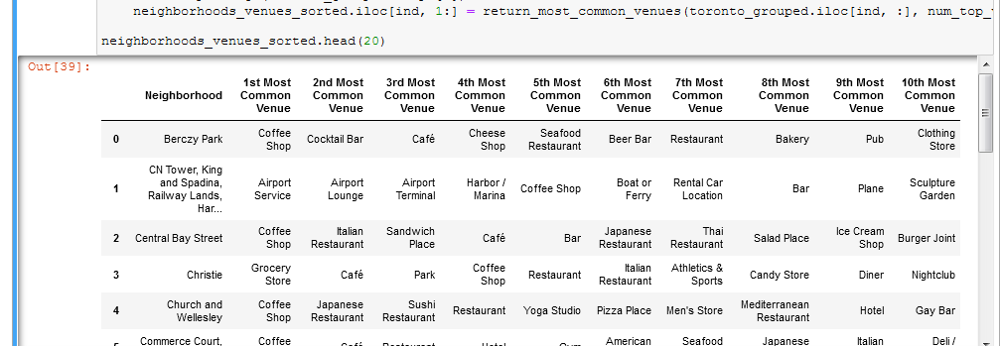 neighborhoods_venues_sorted.iloc[ind, 1:] = return_most_common_venues(toronto_grouped.iloc[ind, :], num_top_
neighborhoods_venues_sorted.head(20)
Out[39]:
Neighborhood 1st Most Common Venue 2nd Most Common Venue 3rd Most Common Venue 4th Most Common Venue 5th Most Common Venue 6th Most Common Venue 7th Most Common Venue 8th Most Common Venue 9th Most Common Venue 10th Most Common Venue
0 Berczy Park Coffee Shop Cocktail Bar Café Cheese Shop Seafood Restaurant Beer Bar Restaurant Bakery Pub Clothing Store
1 CN Tower, King and Spadina, Railway Lands, Har... Airport Service Airport Lounge Airport Terminal Harbor / Marina Coffee Shop Boat or Ferry Rental Car Location Bar Plane Sculpture Garden
2 Central Bay Street Coffee Shop Italian Restaurant Sandwich Place Café Bar Japanese Restaurant Thai Restaurant Salad Place Ice Cream Shop Burger Joint
3 Christie Grocery Store Café Park Coffee Shop Restaurant Italian Restaurant Athletics & Sports Candy Store Diner Nightclub
4 Church and Wellesley Coffee Shop Japanese Restaurant Sushi Restaurant Restaurant Yoga Studio Pizza Place Men's Store Mediterranean Restaurant Hotel Gay Bar
Commerce Court, Coffee Café Restaurant Hotel Gym American Seafood Japanese Italian Deli /